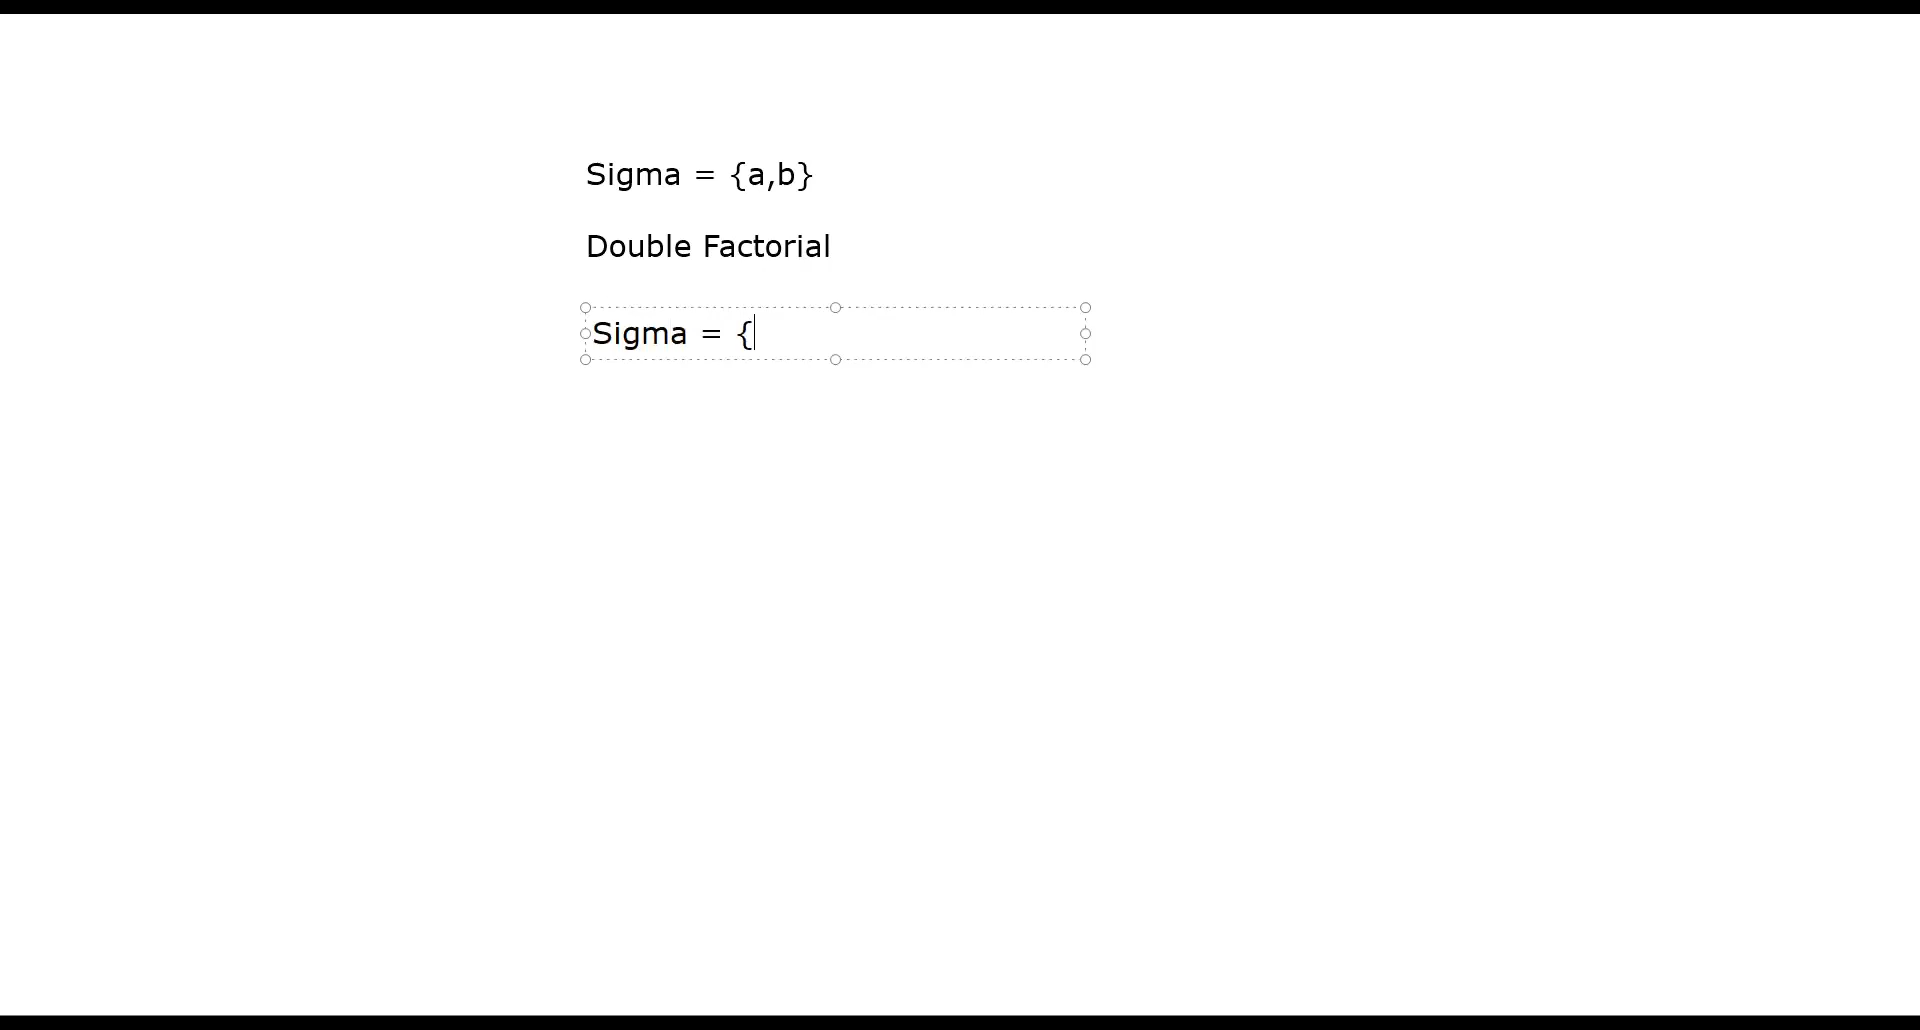 Sigma = {a,b}
Double Factorial
Sigma = {